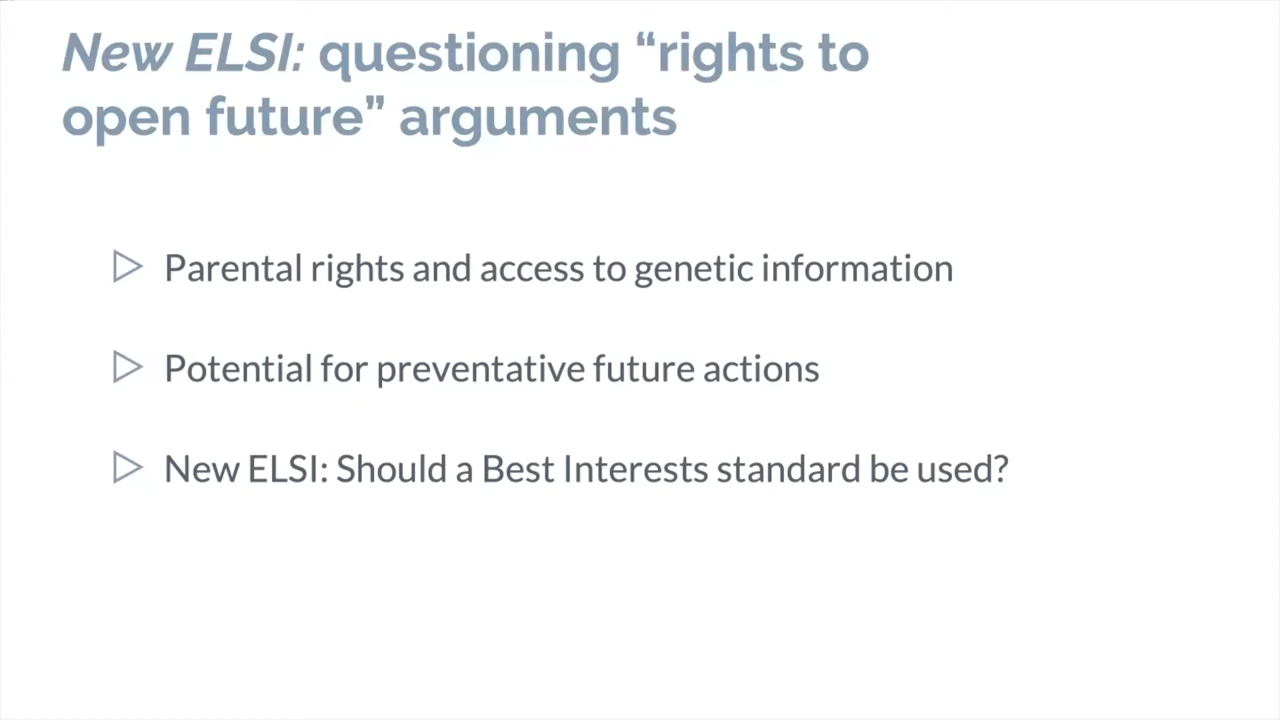 New ELSI: questioning “rights to
open future” arguments
Parental rights and access to genetic information
Potential for preventative future actions
New ELSI: Should a Best Interests standard be used?